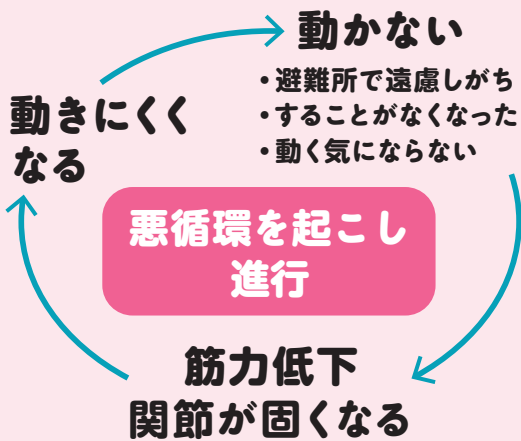 動かない
・避難所で遠慮しがち
・することがなくなった
・動く気にならない
動きにくく
なる
悪循環を起こし
進行
筋力低下
関節が固くなる